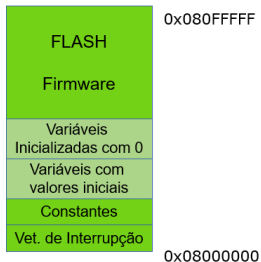 0x080FFFFF
FLASH
Firmware
Variáveis
Inicializadas com 0
Variáveis com
valores iniciais
Constantes
Vet. de Interrupção
0x08000000